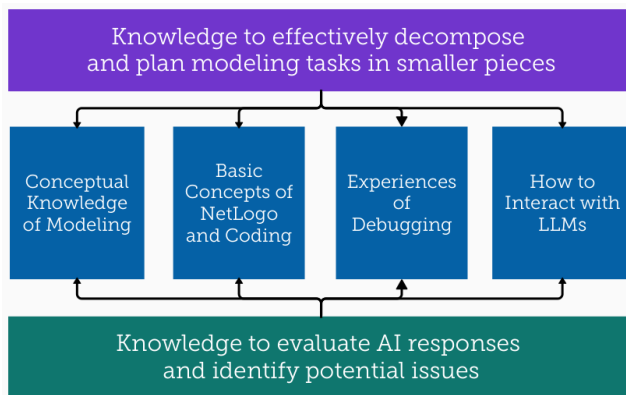 Knowledge to effectively decompose
and plan modeling tasks in smaller pieces
Conceptual
Knowledge
of Modeling
Basic
Concepts of
NetLogo
and Coding
Experiences
of
Debugging
How to
Interact with
LLMs
Knowledge to evaluate AI responses
and identify potential issues